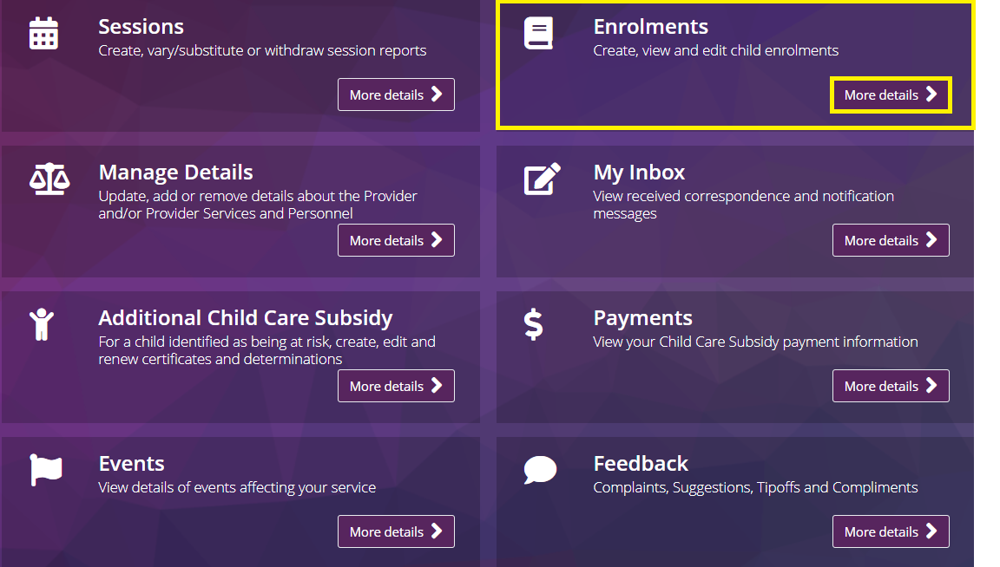 Sessions
Create, vary/substitute or withdraw session reports
More details
Enrolments
Create, view and edit child enrolments
More details
Manage Details
Update, add or remove details about the Provider
and/or Provider Services and Personnel
More details
My Inbox
View received correspondence and notification
messages
More details
Additional Child Care Subsidy
For a child identified as being at risk, create, edit and
renew certificates and determinations
More details
Payments
View your Child Care Subsidy payment information
More details
Events
View details of events affecting your service
More details
Feedback
Complaints, Suggestions, Tipoffs and Compliments
More details